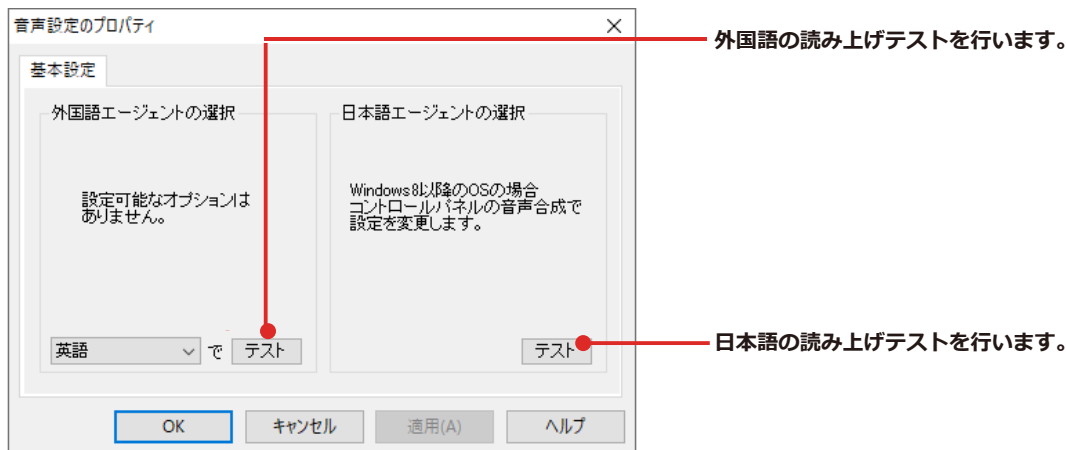 音声設定のプロパティ
外国語の読み上げテストを行います。
基本設定
外国語エージェントの選択
日本語エージェントの選択
設定可能なオプションは
ありません。
Windows8以降のOSの場合
コントロールパネルの音声合成で
設定を変更します。
英語 で テスト
テスト
日本語の読み上げテストを行います。
OK キャンセル 適用(A) ヘルプ